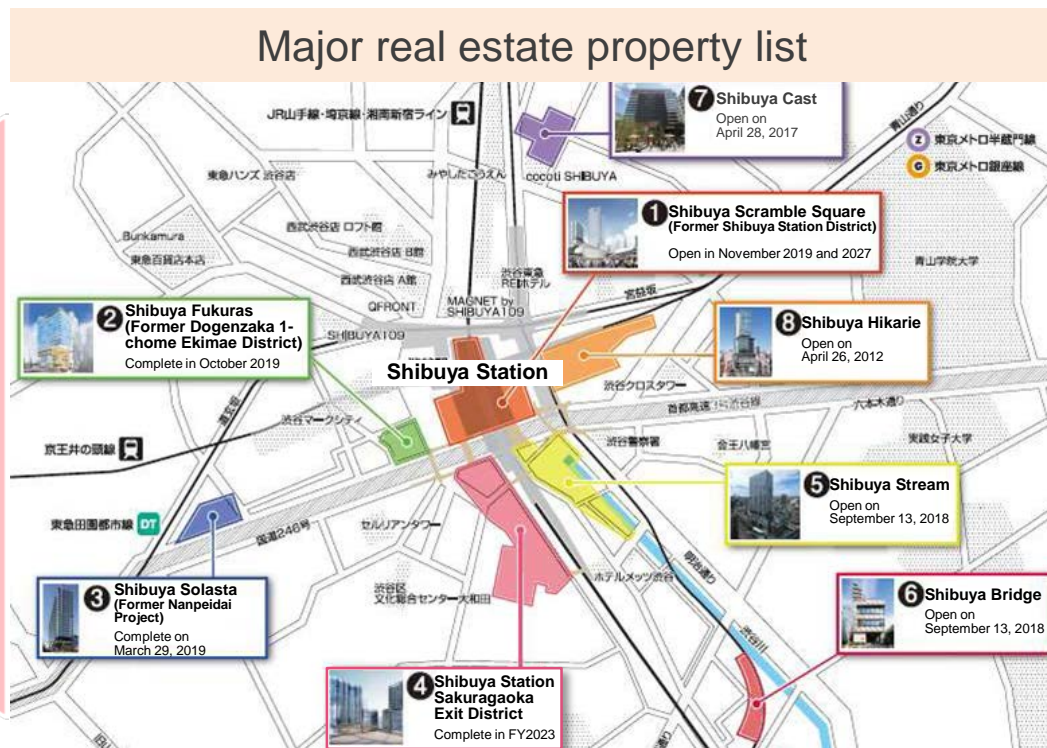 Major real estate property list
JR山手線・埼京線・湘南新宿ライン
7 Shibuya Cast
Open on
April 28, 2017
青山通り
Z 東京メトロ半蔵門線
G 東京メトロ銀座線
東急ハンズ 渋谷店
みやしたこうえん
cocoti SHIBUYA
1 Shibuya Scramble Square
(Former Shibuya Station District)
Open in November 2019 and 2027
西武渋谷店 ロフト館
Bunkamura
東急百貨店本店
西武渋谷店 B館
西武渋谷店 A館
渋谷東急
REIホテル
青山学院大学
宮益坂
QFRONT
MAGNET by
SHIBUYA109
SHIBUYA109
2 Shibuya Fukuras
(Former Dogenzaka 1-
chome Ekimae District)
Complete in October 2019
8 Shibuya Hikarie
Open on
April 26, 2012
Shibuya Station
渋谷クロスタワー
首都高速3号渋谷線
六本木通り
道玄坂
渋谷マークシティ
京王井の頭線
渋谷警察署
金王八幡宮
実践女子大学
5 Shibuya Stream
Open on
September 13, 2018
東急田園都市線 DT
国道246号
セルリアンタワー
明治通り
ホテルメッツ渋谷
渋谷区
文化総合センター大和田
3 Shibuya Solasta
(Former Nanpeidai
Project)
Complete on
March 29, 2019
6 Shibuya Bridge
Open on
September 13, 2018
渋谷川
4 Shibuya Station
Sakuragaoka
Exit District
Complete in FY2023